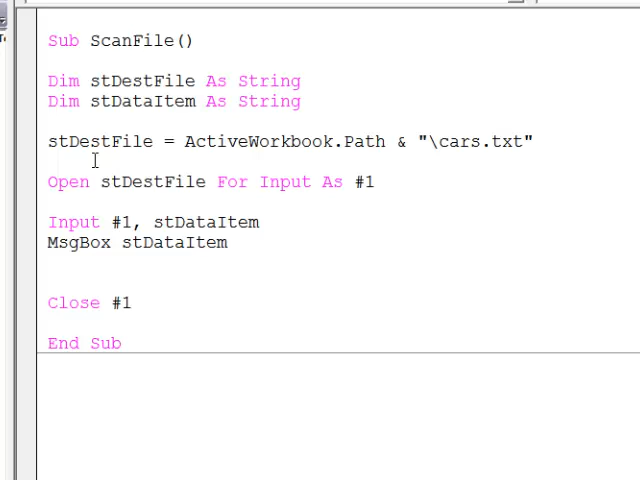 Sub ScanFile()
Dim stDestFile As String
Dim stDataItem As String
stDestFile = ActiveWorkbook.Path & "\cars.txt"
Open stDestFile For Input As #1
Input #1, stDataItem
MsgBox stDataItem
Close #1
End Sub